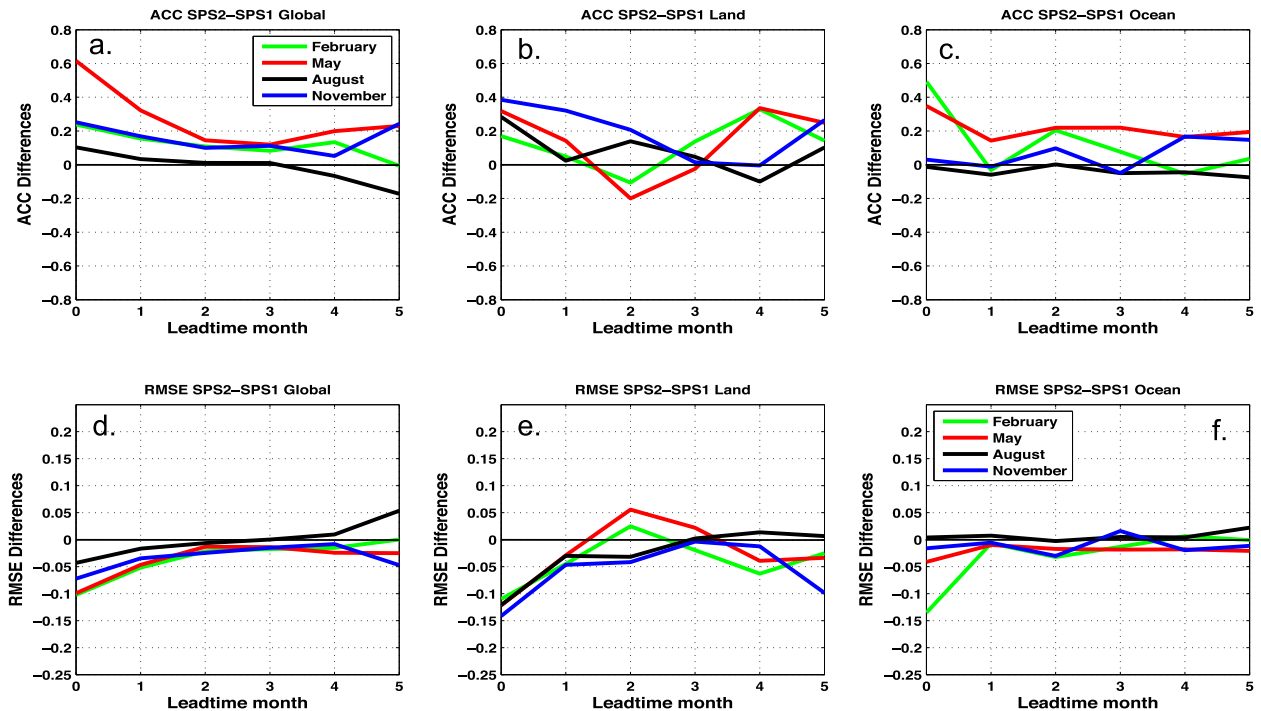 ACC SPS2–SPS1 Global
a.
February
May
August
November
ACC Differences
0.8
0.6
0.4
0.2
0
–0.2
–0.4
–0.6
–0.8
0 1 2 3 4 5
Leadtime month
ACC SPS2–SPS1 Land
b.
ACC Differences
0.8
0.6
0.4
0.2
0
–0.2
–0.4
–0.6
–0.8
0 1 2 3 4 5
Leadtime month
ACC SPS2–SPS1 Ocean
c.
ACC Differences
0.8
0.6
0.4
0.2
0
–0.2
–0.4
–0.6
–0.8
0 1 2 3 4 5
Leadtime month
RMSE SPS2–SPS1 Global
d.
RMSE Differences
0.2
0.15
0.1
0.05
0
–0.05
–0.1
–0.15
–0.2
–0.25
0 1 2 3 4 5
Leadtime month
RMSE SPS2–SPS1 Land
e.
RMSE Differences
0.2
0.15
0.1
0.05
0
–0.05
–0.1
–0.15
–0.2
–0.25
0 1 2 3 4 5
Leadtime month
RMSE SPS2–SPS1 Ocean
February
May
August
November
f.
RMSE Differences
0.2
0.15
0.1
0.05
0
–0.05
–0.1
–0.15
–0.2
–0.25
0 1 2 3 4 5
Leadtime month